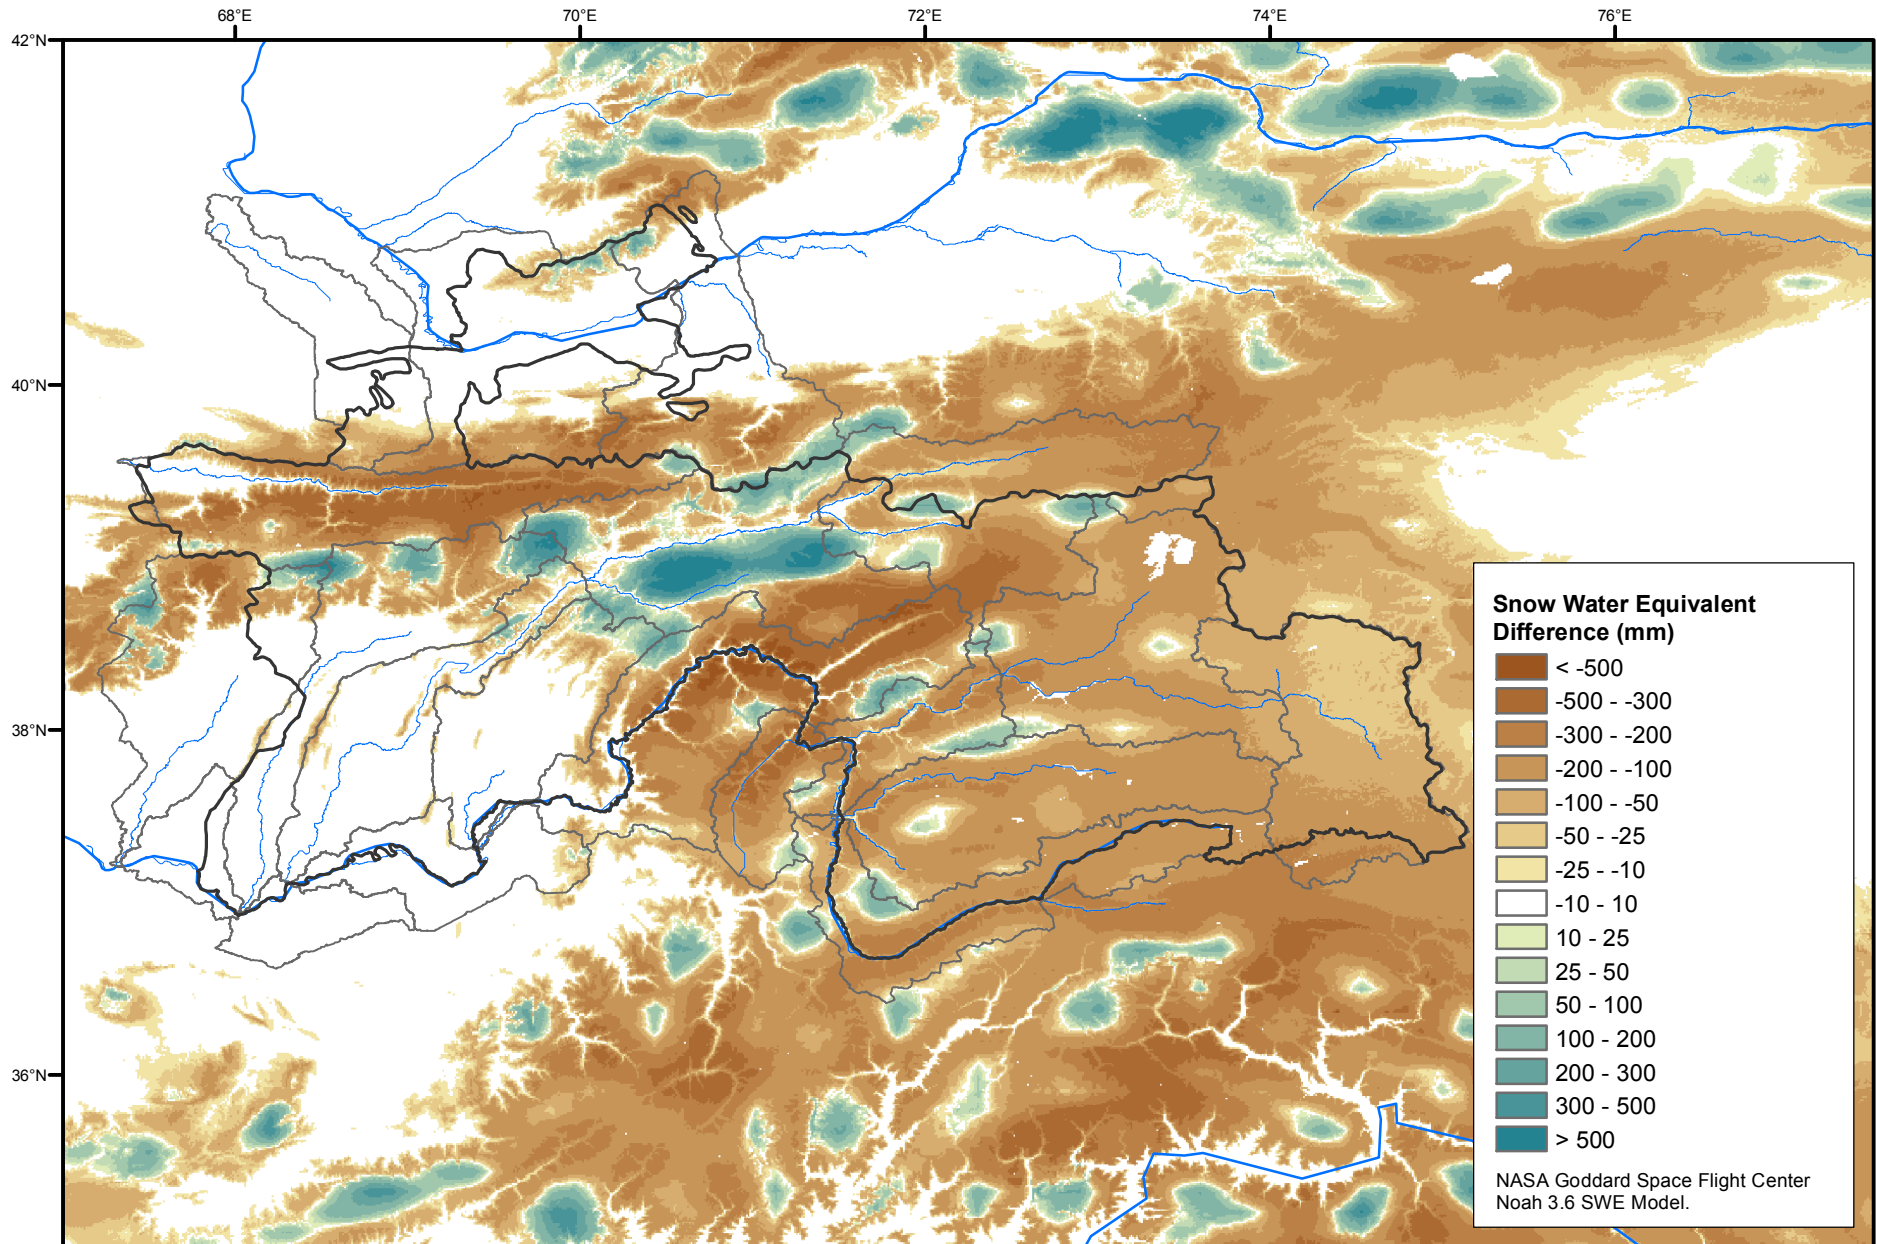 68°E 70°E 72°E 74°E 76°E
42°N
40°N
38°N
36°N
Snow Water Equivalent
Difference (mm)
< -500
-500 - -300
-300 - -200
-200 - -100
-100 - -50
-50 - -25
-25 - -10
-10 - 10
10 - 25
25 - 50
50 - 100
100 - 200
200 - 300
300 - 500
> 500
NASA Goddard Space Flight Center
Noah 3.6 SWE Model.